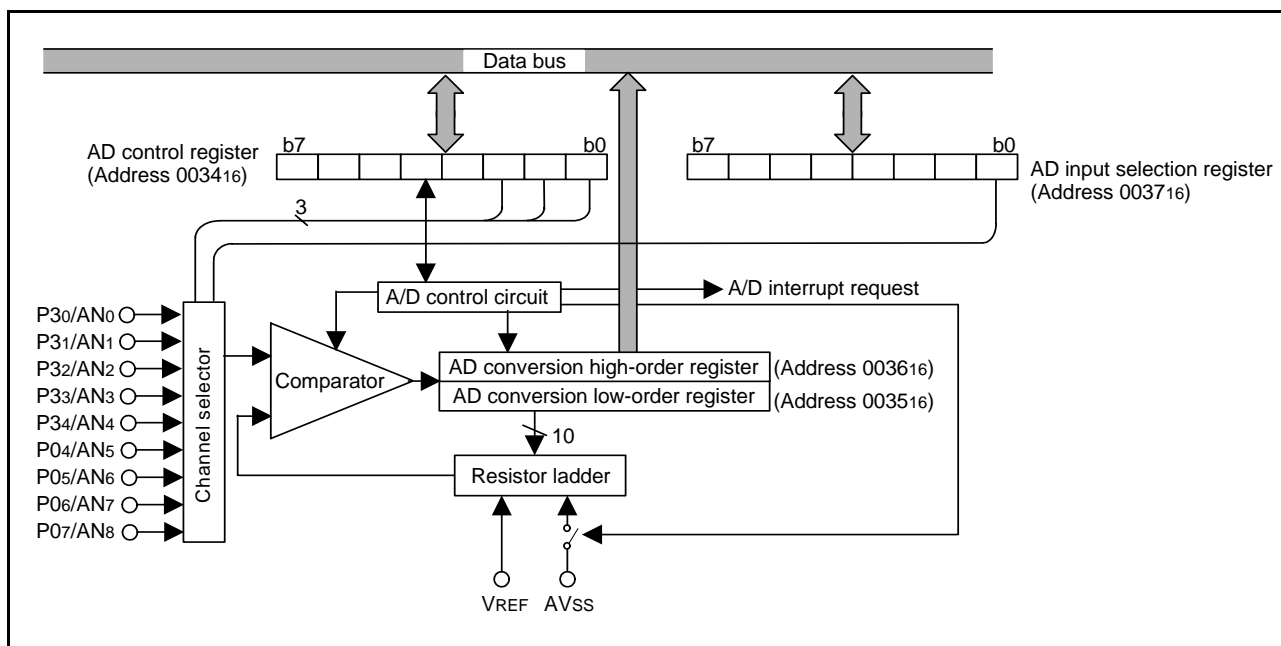 Data bus
b7 b0
AD control register
(Address 003416)
b7 b0
AD input selection register
(Address 003716)
3
A/D control circuit
A/D interrupt request
P30/AN0
P31/AN1
P32/AN2
P33/AN3
P34/AN4
P04/AN5
P05/AN6
P06/AN7
P07/AN8
Channel selector
Comparator
AD conversion high-order register
(Address 003616)
AD conversion low-order register
(Address 003516)
10
Resistor ladder
VREF
AVSS